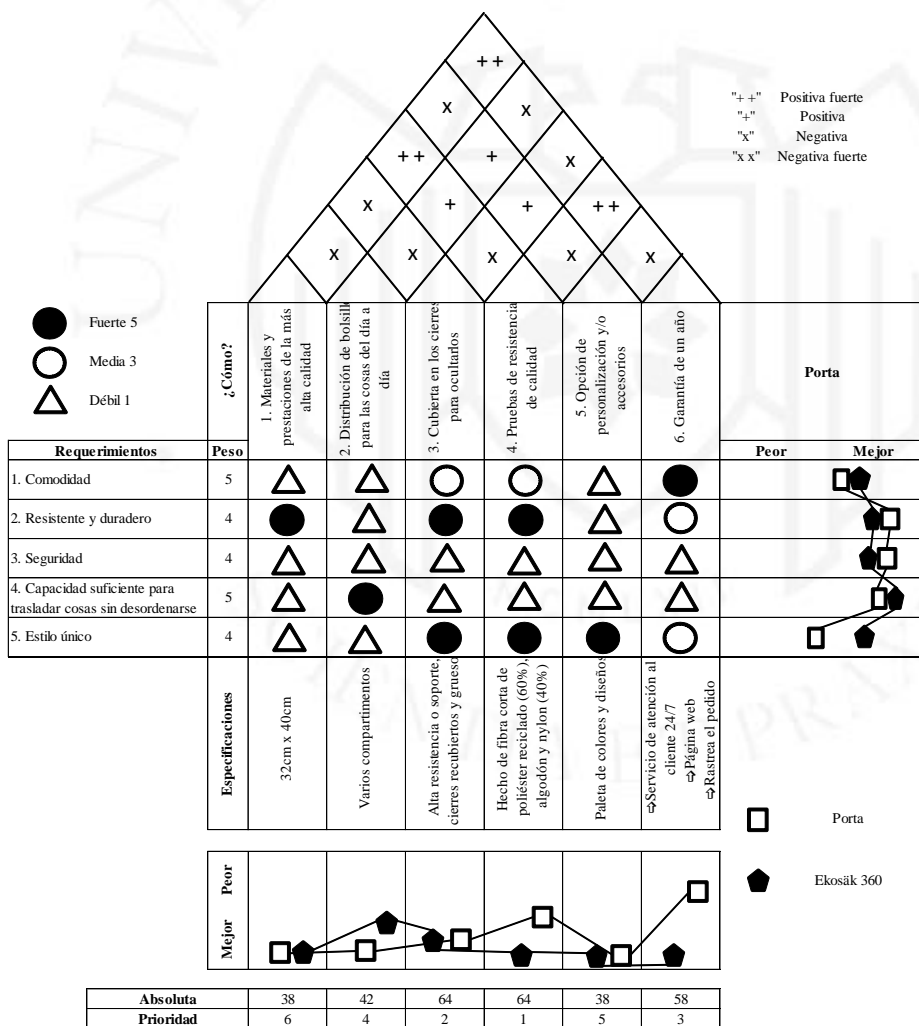 + +
X
X
+ +
+
X
X
+
+
+ +
X
X
X
X
X
"+ +" Positiva fuerte
"+" Positiva
"x" Negativa
"x x" Negativa fuerte
Fuerte 5
Media 3
Débil 1
¿Cómo?
1. Materiales y
prestaciones de la más
alta calidad
2. Distribución de bolsill
para las cosas del día a
día
3. Cubierta en los cierres
para ocultarlos
4. Pruebas de resistencia
de calidad
5. Opción de
personalización y/o
accesorios
6. Garantía de un año
Porta
Requerimientos Peso Peor Mejor
1. Comodidad 5
2. Resistente y duradero 4
3. Seguridad 4
4. Capacidad suficiente para
trasladar cosas sin desordenarse 5
5. Estilo único 4
Especificaciones
32cm x 40cm
Varios compartimentos
Alta resistencia o soporte,
cierres recubiertos y grueso
Hecho de fibra corta de
poliéster reciclado (60%),
algodón y nylon (40%)
Paleta de colores y diseños
⇨Servicio de atención al
cliente 24/7
⇨Página web
⇨Rastrea el pedido
Porta
Ekosäk 360
Mejor Peor
Absoluta 38 42 64 64 38 58
Prioridad 6 4 2 1 5 3